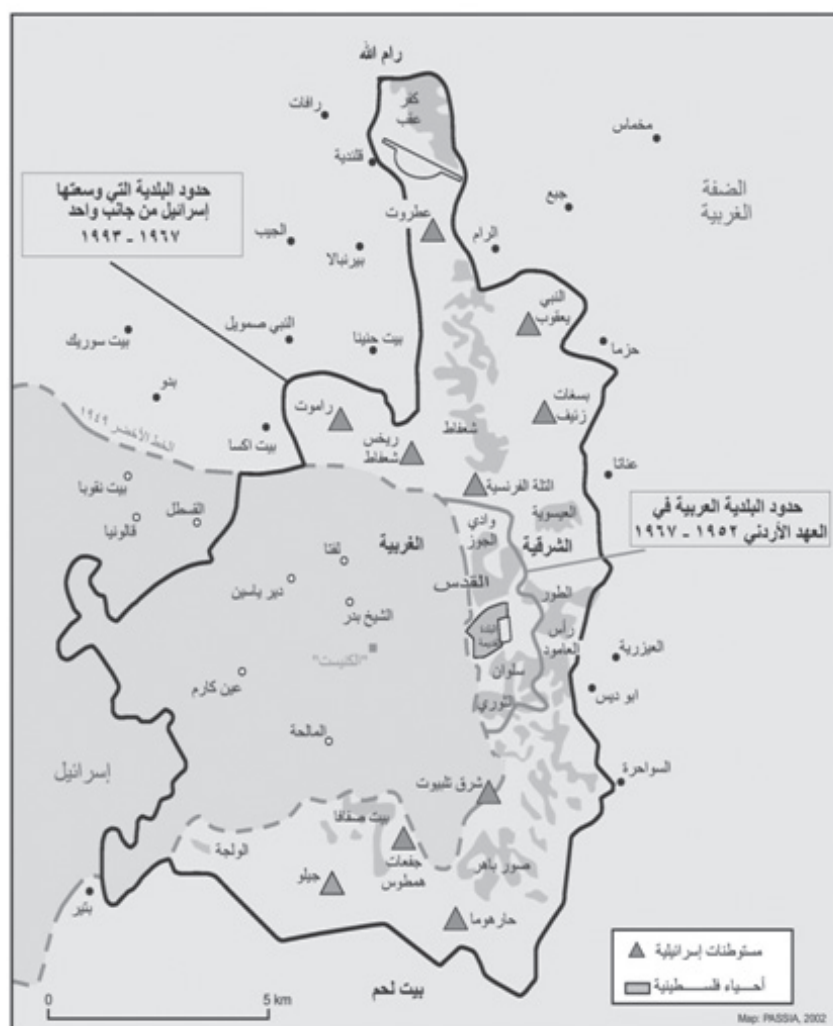 رام الله
كفر
عقب
رافات
مخماس
قلندية
حدود البلدية التي وسعتها
إسرائيل من جانب واحد
١٩٦٧ - ١٩٩٣
الضفة
الغربية
جبع
عطروت
الرام
الجيب
بيرنبالا
النبي
يعقوب
النبي صمويل
بيت سوريك
بيت حنينا
حزما
بدو
بسغات
زئيف
الخط الأخضر ١٩٤٩
راموت
شعفاط
بيت اكسا
ريخس
شعفاط
عناتا
بيت نقوبا
التلة الفرنسية
حدود البلدية العربية في
العهد الأردني ١٩٥٢ - ١٩٦٧
القسطل
قالونيا
وادي
الجوز
العيسوية
الغربية
الشرقية
لفتا
القدس
دير ياسين
الطور
الشيخ بدر
البلدة
القديمة
رأس
العامود
العيزرية
"الكنيست"
سلوان
عين كارم
ابو ديس
الثوري
المالحة
إسرائيل
السواحرة
شرق تلبيوت
بيت صفافا
الولجة
جفعات
همطوس
صور باهر
جيلو
بتير
حارهوما
مستوطنات إسرائيلية
أحياء فلسطينية
بيت لحم
0
5 km
Map: PASSIA, 2002